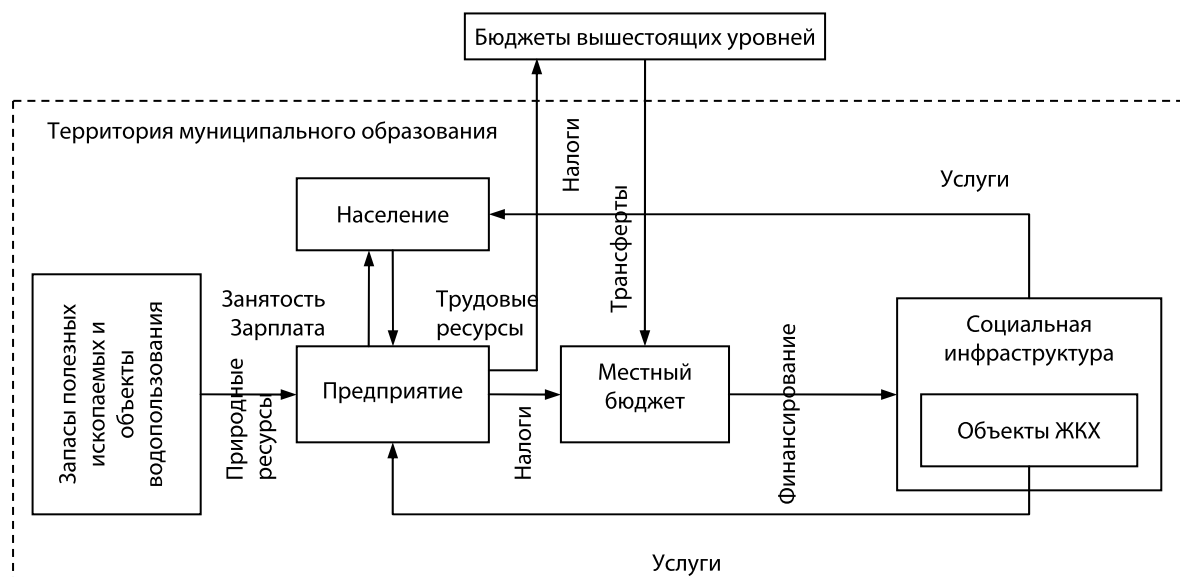 Бюджеты вышестоящих уровней
Территория муниципального образования
Налоги
Трансферты
Услуги
Население
Занятость
Зарплата
Трудовые
ресурсы
Запасы полезных
ископаемых и
объекты
водопользования
Природные
ресурсы
Предприятие
Налоги
Местный
бюджет
Финансирование
Социальная
инфраструктура
Объекты ЖКХ
Услуги